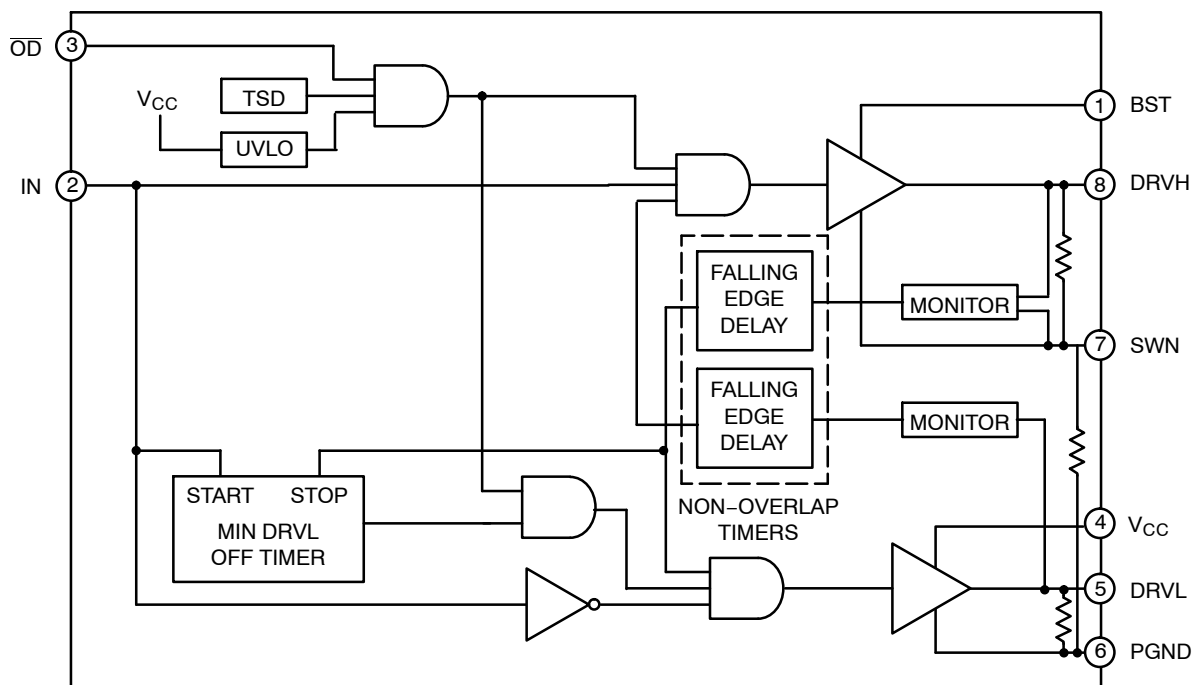 OD
3
TSD
VCC
UVLO
IN
2
1
BST
8
DRVH
FALLING
EDGE
DELAY
MONITOR
7
SWN
FALLING
EDGE
DELAY
MONITOR
START STOP
MIN DRVL
OFF TIMER
NON−OVERLAP
TIMERS
4
VCC
5
DRVL
6
PGND